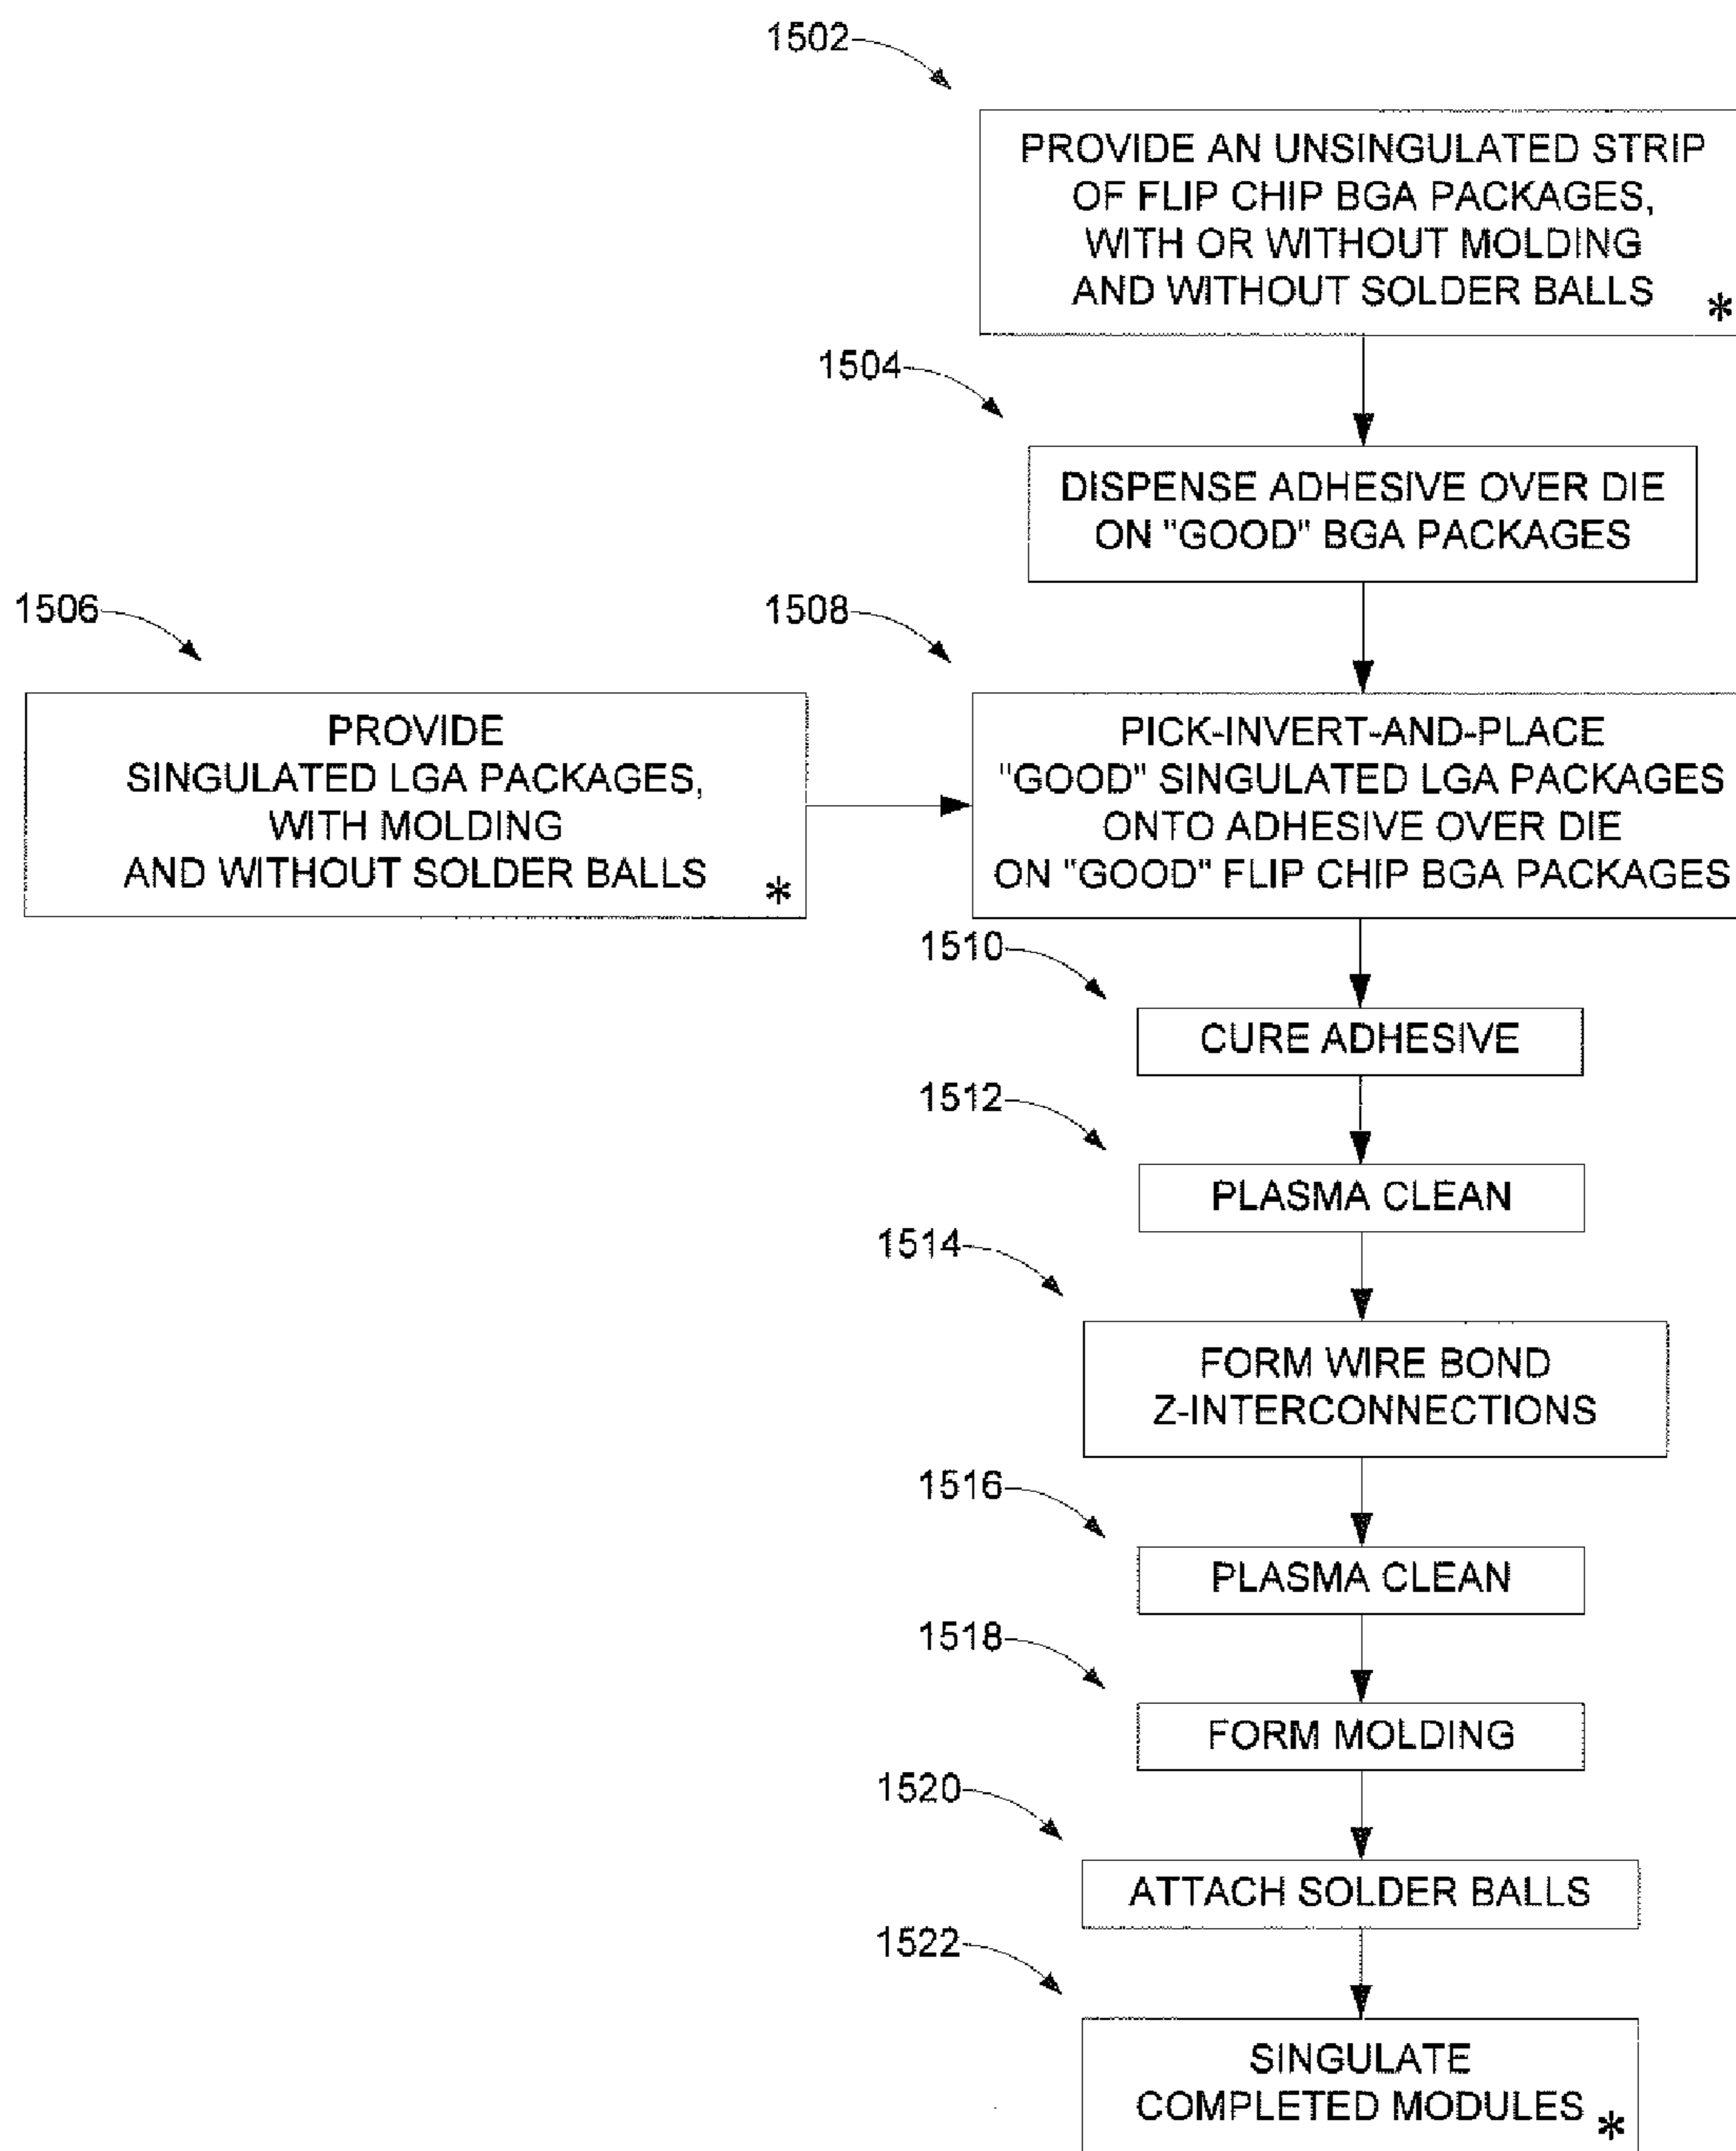 1502
PROVIDE AN UNSINGULATED STRIP
OF FLIP CHIP BGA PACKAGES,
WITH OR WITHOUT MOLDING
AND WITHOUT SOLDER BALLS *
1504
DISPENSE ADHESIVE OVER DIE
ON "GOOD" BGA PACKAGES
1506
PROVIDE
SINGULATED LGA PACKAGES,
WITH MOLDING
AND WITHOUT SOLDER BALLS *
1508
PICK-INVERT-AND-PLACE
"GOOD" SINGULATED LGA PACKAGES
ONTO ADHESIVE OVER DIE
ON "GOOD" FLIP CHIP BGA PACKAGES
1510
CURE ADHESIVE
1512
PLASMA CLEAN
1514
FORM WIRE BOND
Z-INTERCONNECTIONS
1516
PLASMA CLEAN
1518
FORM MOLDING
1520
ATTACH SOLDER BALLS
1522
SINGULATE
COMPLETED MODULES *